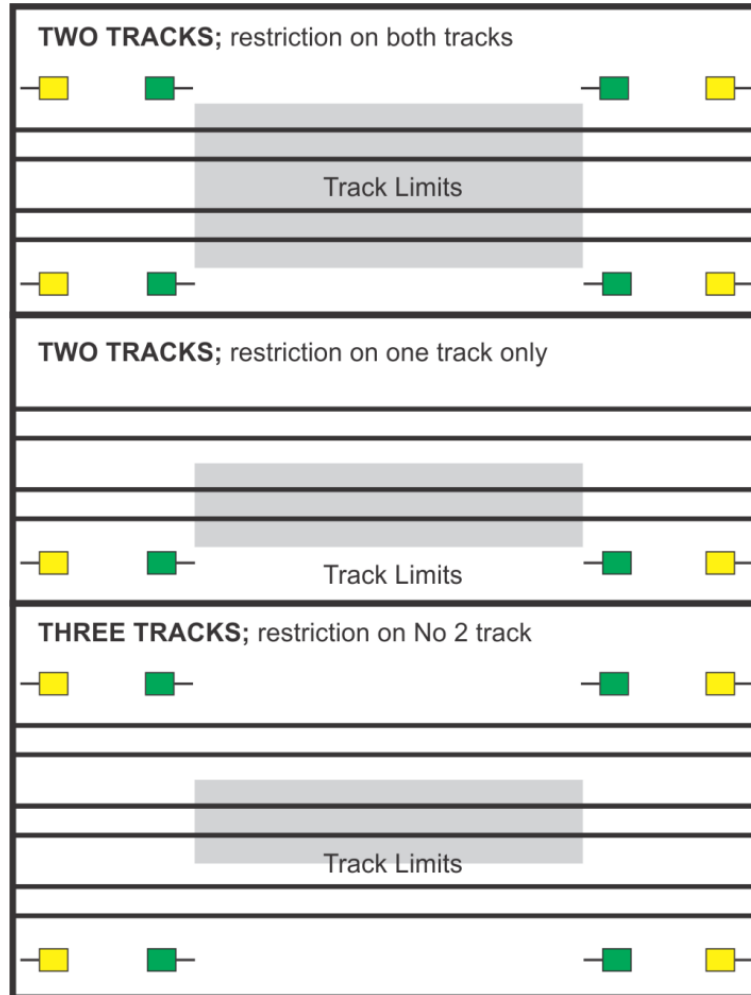 TWO TRACKS; restriction on both tracks
Track Limits
TWO TRACKS; restriction on one track only
Track Limits
THREE TRACKS; restriction on No 2 track
Track Limits